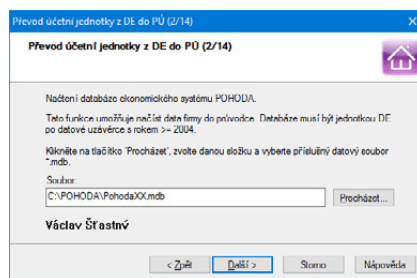 Převod účetní jednotky z DE do PÚ (2/14)
Převod účetní jednotky z DE do PÚ (2/14)
Načtení databáze ekonomického systému POHODA.
Tato funkce umožňuje načíst data firmy do průvodce. Databáze musí být jednotkou DE
po datové uzávěrce s rokem >= 2004.
Klikněte na tlačítko 'Procházet', zvolte danou složku a vyberte příslušný datový soubor
*.mdb.
Soubor:
C:\POHODA\PohodaXX.mdb
Procházet...
Václav Šťastný
< Zpět
Další >
Storno
Nápověda